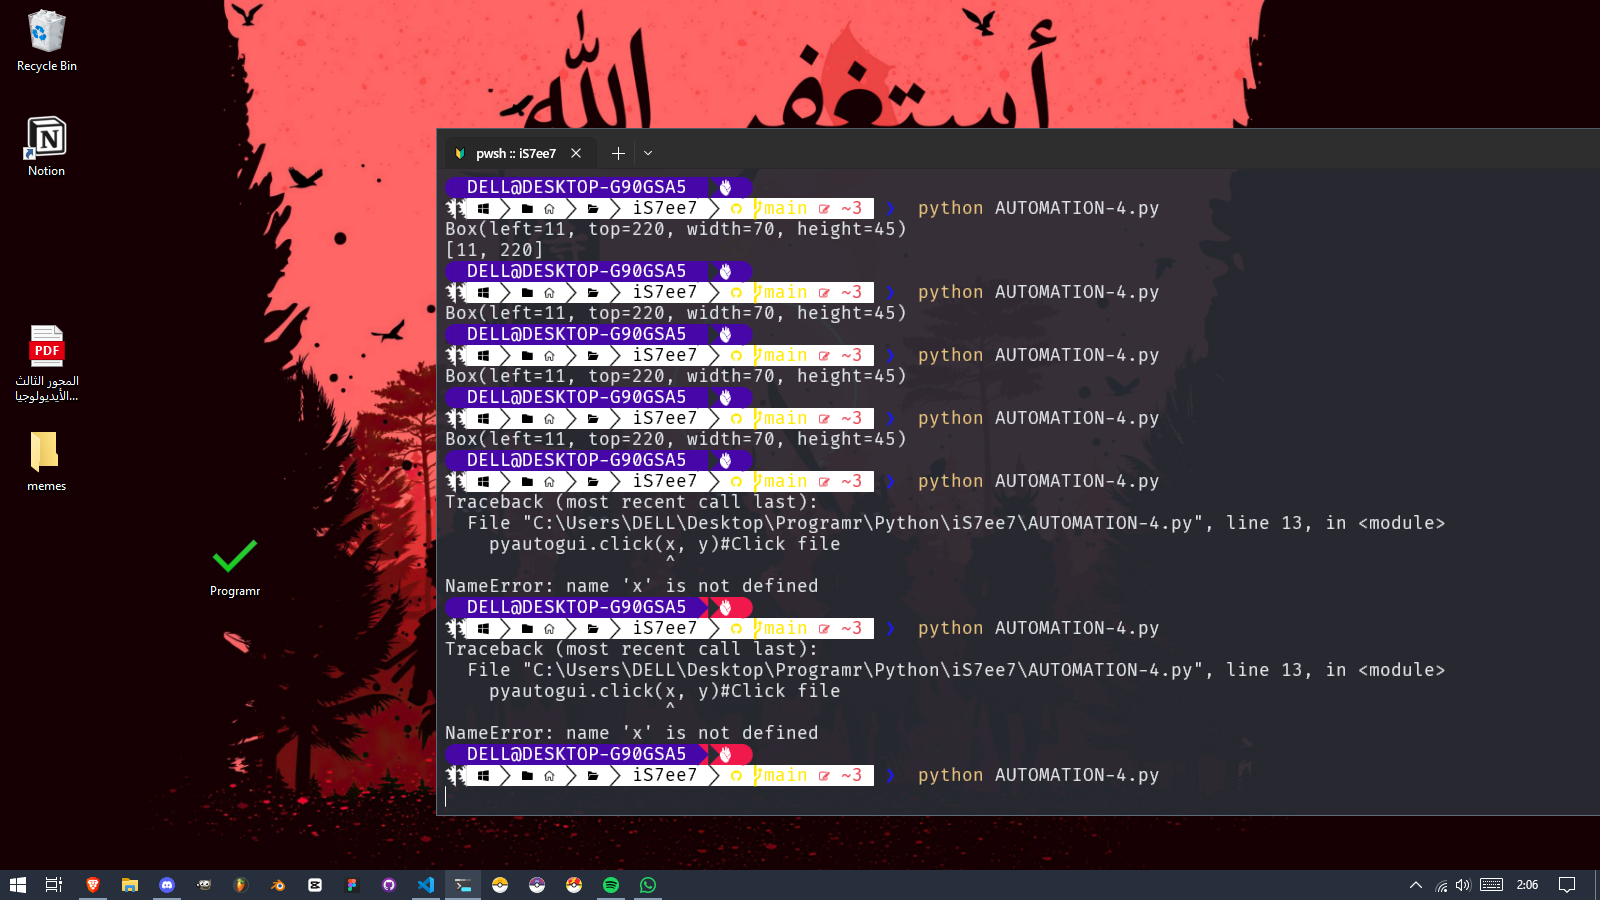 أستغفر الله
Recycle Bin
Notion
PDF
المحور الثالث
الأيديولوجيا...
memes
Programr
pwsh :: iS7ee7
DELL@DESKTOP-G90GSA5
iS7ee7 main ~3 ❯ python AUTOMATION-4.py
Box(left=11, top=220, width=70, height=45)
[11, 220]
DELL@DESKTOP-G90GSA5
iS7ee7 main ~3 ❯ python AUTOMATION-4.py
Box(left=11, top=220, width=70, height=45)
DELL@DESKTOP-G90GSA5
iS7ee7 main ~3 ❯ python AUTOMATION-4.py
Box(left=11, top=220, width=70, height=45)
DELL@DESKTOP-G90GSA5
iS7ee7 main ~3 ❯ python AUTOMATION-4.py
Box(left=11, top=220, width=70, height=45)
DELL@DESKTOP-G90GSA5
iS7ee7 main ~3 ❯ python AUTOMATION-4.py
Traceback (most recent call last):
File "C:\Users\DELL\Desktop\Programr\Python\iS7ee7\AUTOMATION-4.py", line 13, in <module>
pyautogui.click(x, y)#Click file
^
NameError: name 'x' is not defined
DELL@DESKTOP-G90GSA5
iS7ee7 main ~3 ❯ python AUTOMATION-4.py
Traceback (most recent call last):
File "C:\Users\DELL\Desktop\Programr\Python\iS7ee7\AUTOMATION-4.py", line 13, in <module>
pyautogui.click(x, y)#Click file
^
NameError: name 'x' is not defined
DELL@DESKTOP-G90GSA5
iS7ee7 main ~3 ❯ python AUTOMATION-4.py
2:06